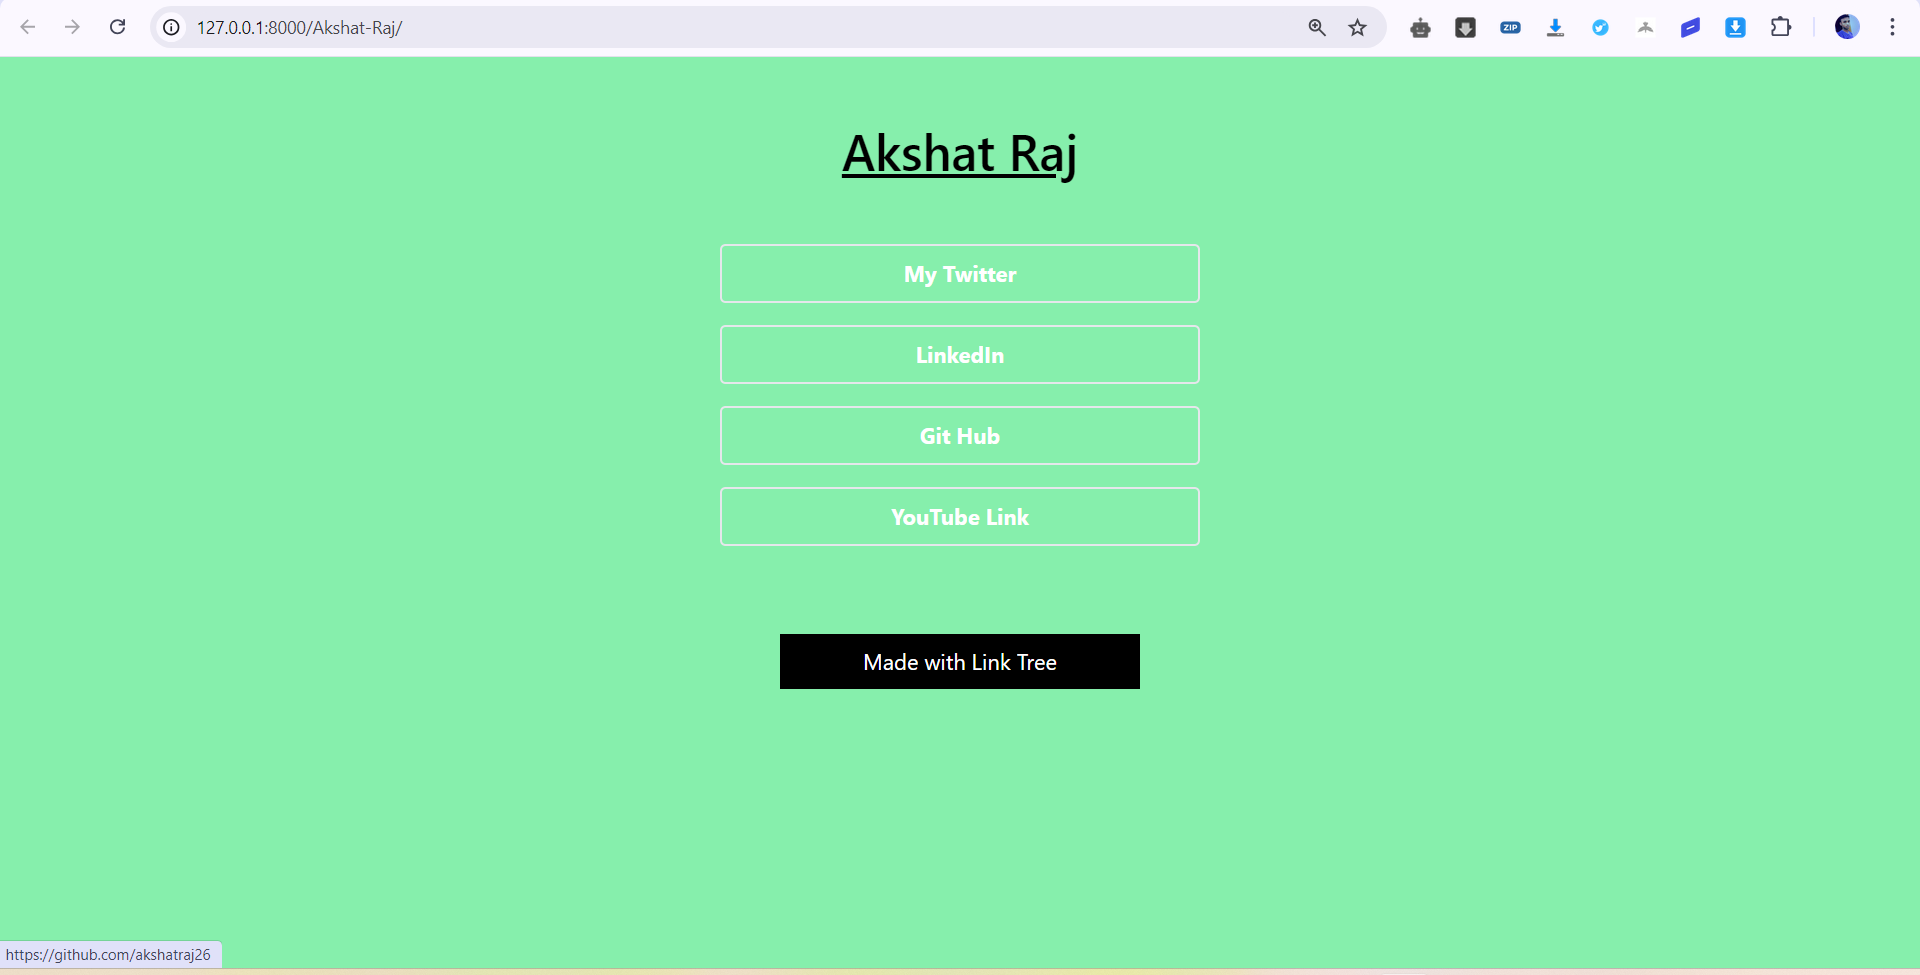 127.0.0.1:8000/Akshat-Raj/
ZIP
Akshat Raj
My Twitter
LinkedIn
Git Hub
YouTube Link
Made with Link Tree
https://github.com/akshatraj26